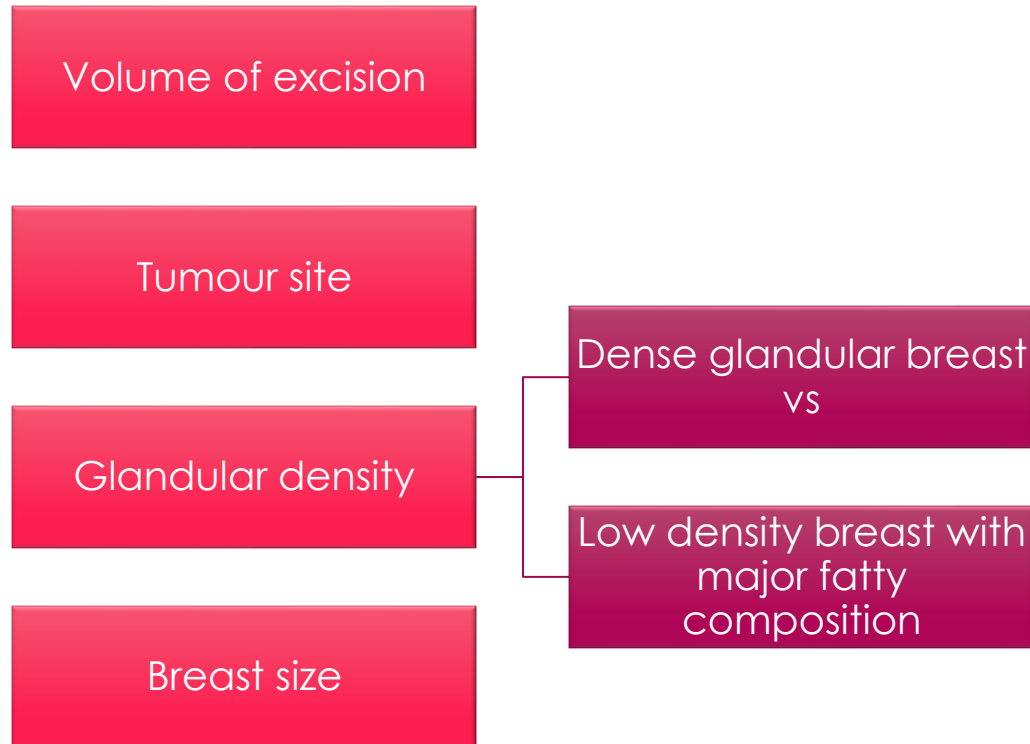 Volume of excision
Tumour site
Glandular density
Dense glandular breast
vs
Low density breast with
major fatty
composition
Breast size